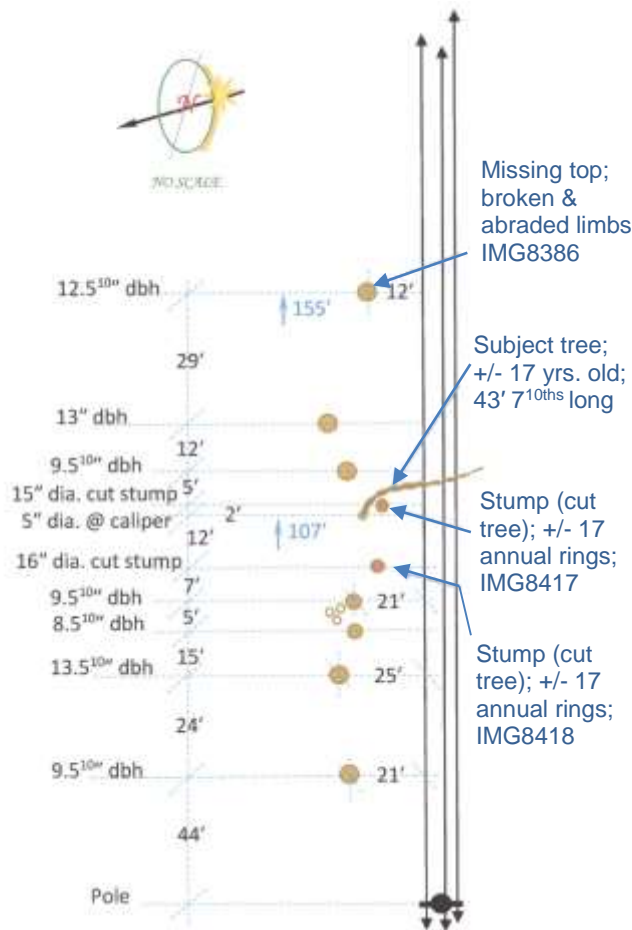 N
NO SCALE
Missing top;
broken &
abraded limbs
IMG8386
12.5¹⁰" dbh
12'
155'
29'
Subject tree;
+/- 17 yrs. old;
43' 7¹⁰ᵗʰˢ long
13" dbh
12'
9.5¹⁰" dbh
5'
15" dia. cut stump
2'
5" dia. @ caliper
107'
12'
Stump (cut
tree); +/- 17
annual rings;
IMG8417
16" dia. cut stump
7'
9.5¹⁰" dbh
21'
5'
8.5¹⁰" dbh
15'
13.5¹⁰" dbh
25'
Stump (cut
tree); +/- 17
annual rings;
IMG8418
24'
9.5¹⁰" dbh
21'
44'
Pole